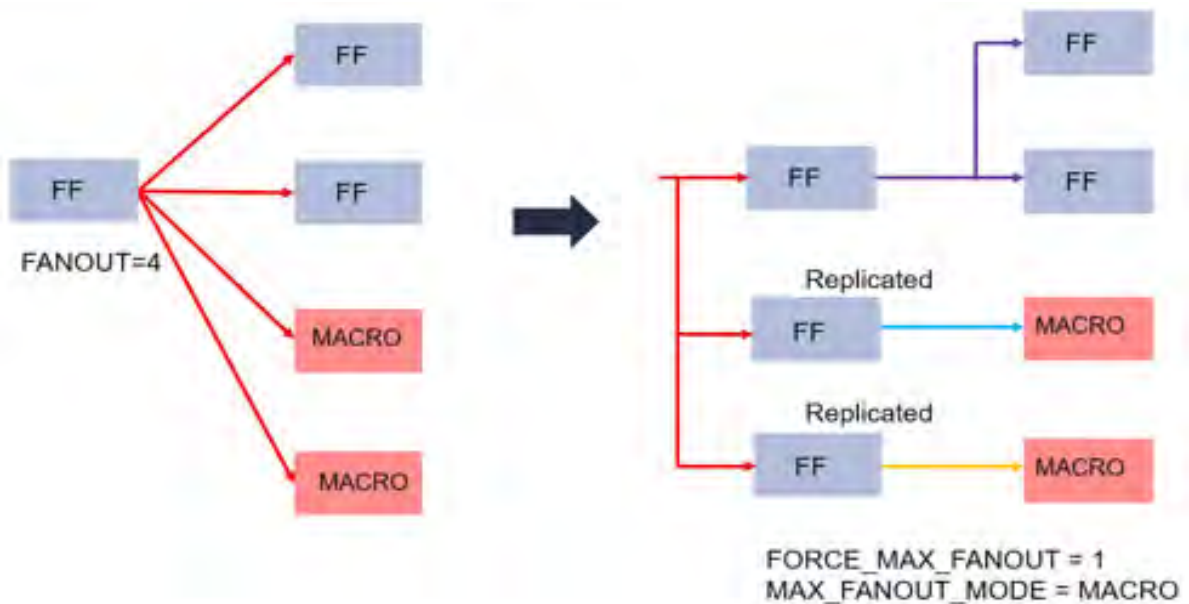 FF
FF
FF
FANOUT=4
MACRO
MACRO
FF
FF
FF
Replicated
FF
MACRO
Replicated
FF
MACRO
FORCE_MAX_FANOUT = 1
MAX_FANOUT_MODE = MACRO